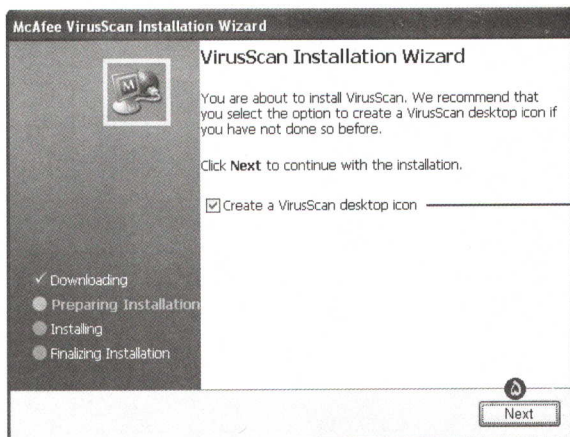 McAfee VirusScan Installation Wizard
M
VirusScan Installation Wizard
You are about to install VirusScan. We recommend that
you select the option to create a VirusScan desktop icon if
you have not done so before.
Click Next to continue with the installation.
Create a VirusScan desktop icon
Downloading
Preparing Installation
Installing
Finalizing Installation
۵
Next